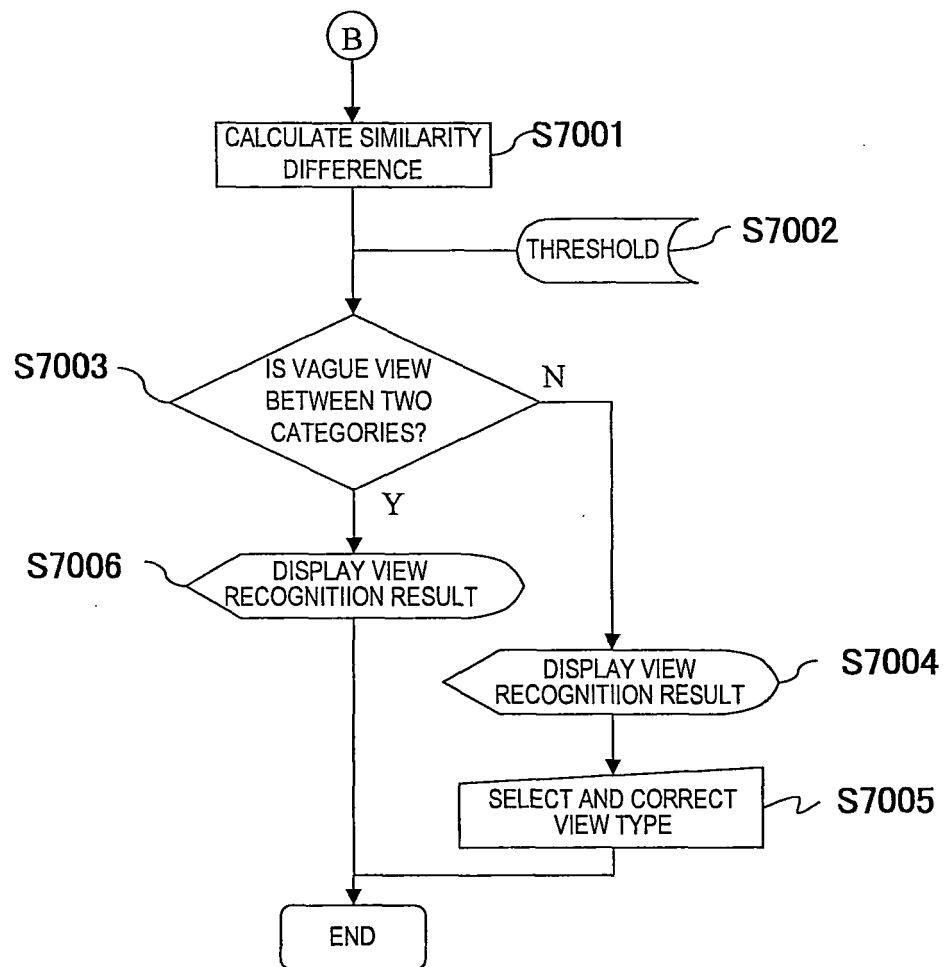 B
CALCULATE SIMILARITY
DIFFERENCE
S7001
THRESHOLD
S7002
S7003
IS VAGUE VIEW
BETWEEN TWO
CATEGORIES?
N
Y
S7006
DISPLAY VIEW
RECOGNITIION RESULT
DISPLAY VIEW
RECOGNITIION RESULT
S7004
SELECT AND CORRECT
VIEW TYPE
S7005
END